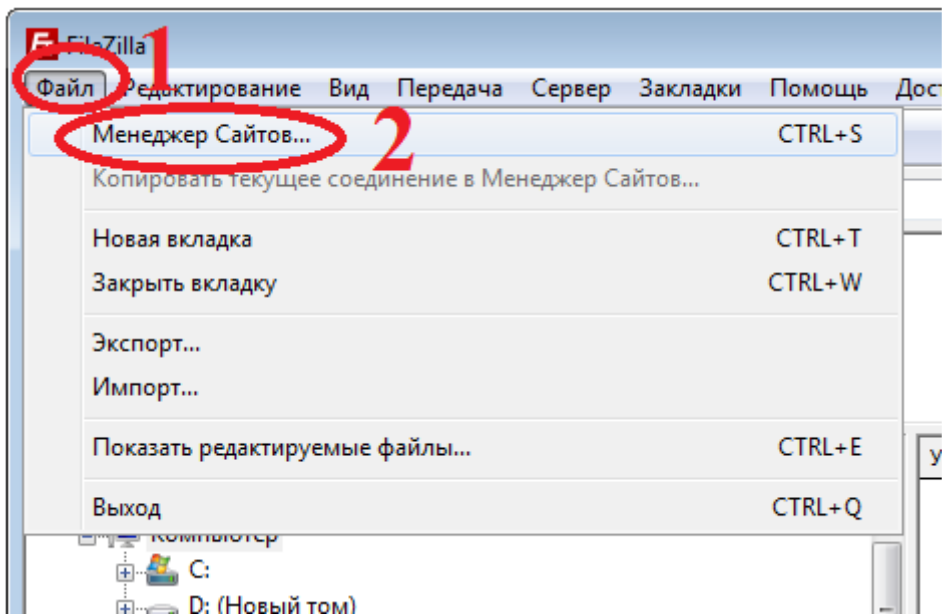 FileZilla
1
Файл Редактирование Вид Передача Сервер Закладки Помощь
Менеджер Сайтов... CTRL+S
2
Копировать текущее соединение в Менеджер Сайтов...
Новая вкладка CTRL+T
Закрыть вкладку CTRL+W
Экспорт...
Импорт...
Показать редактируемые файлы... CTRL+E
Выход CTRL+Q
Компьютер
C:
D: (Новый том)